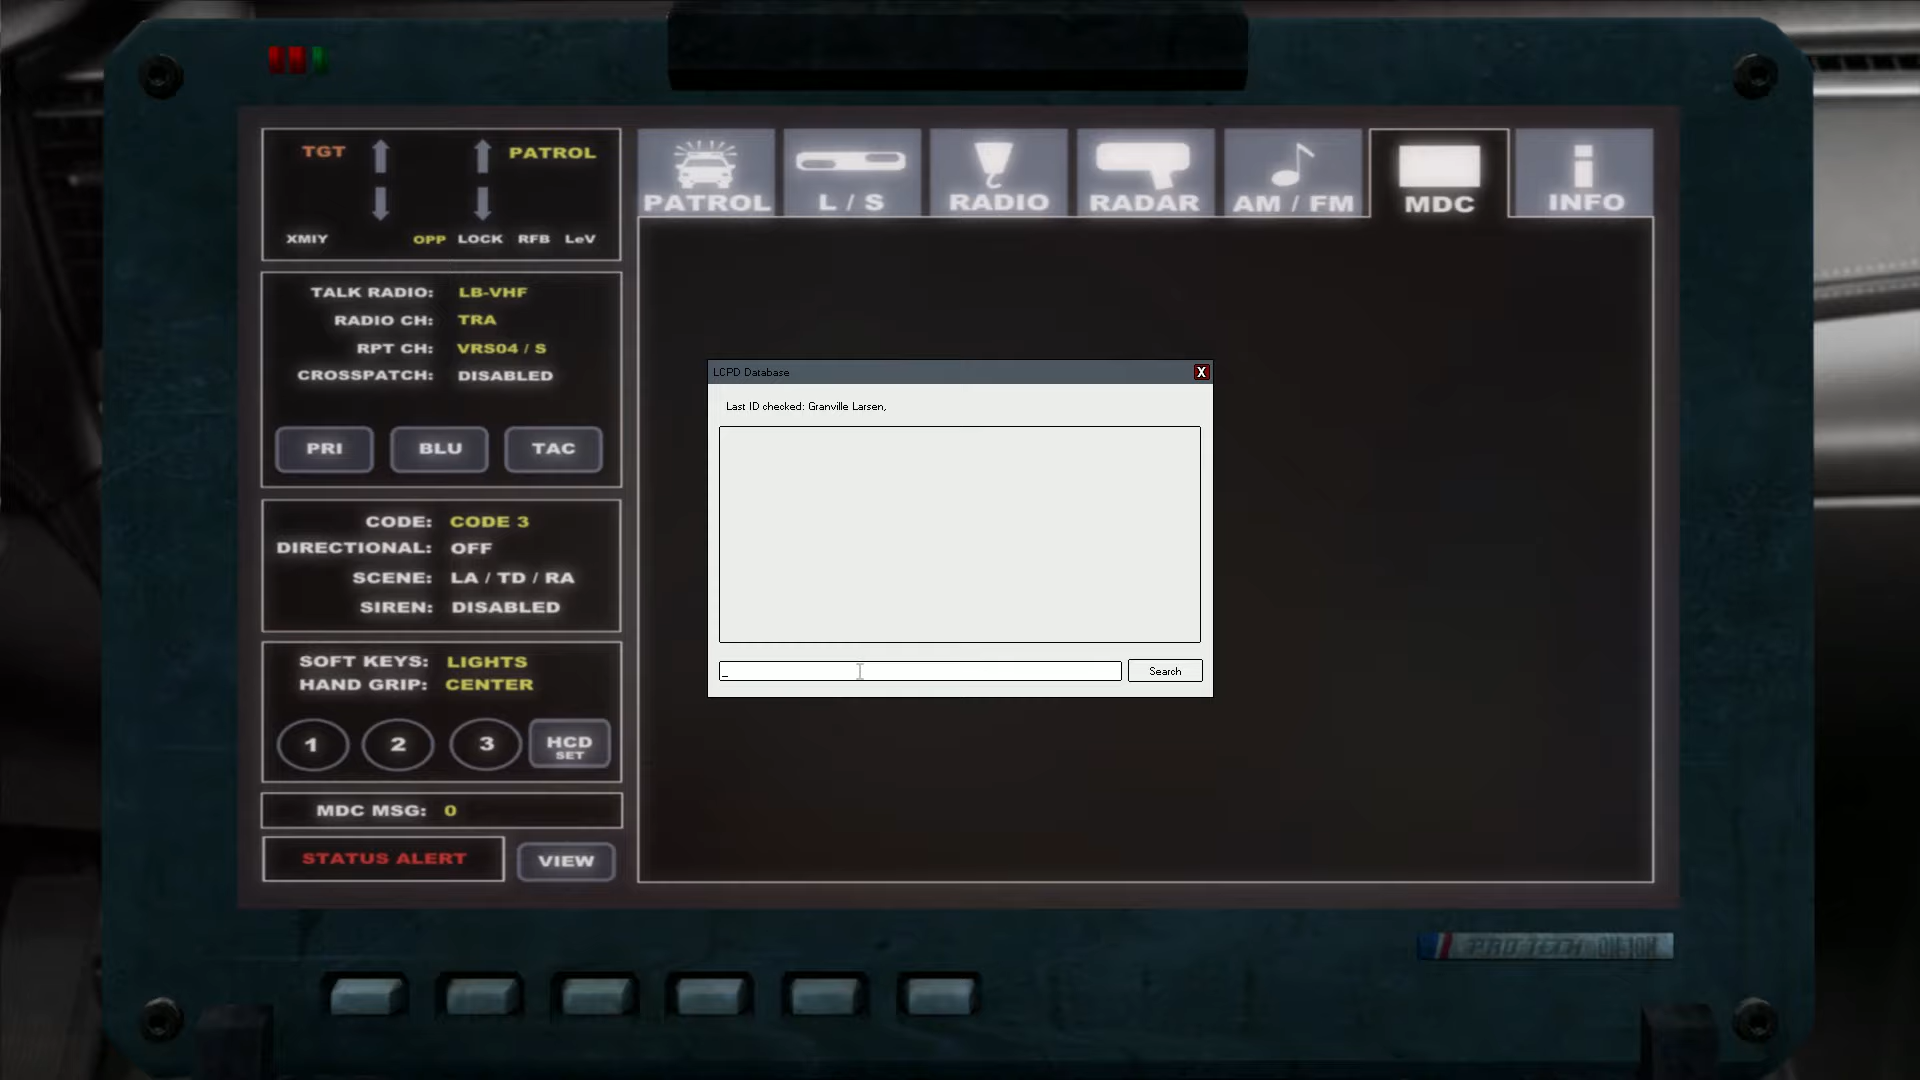 TGT PATROL
XMIY OPP LOCK RFB LeV
TALK RADIO: LB-VHF
RADIO CH: TRA
RPT CH: VRS04 / S
CROSSPATCH: DISABLED
PRI BLU TAC
CODE: CODE 3
DIRECTIONAL: OFF
SCENE: LA / TD / RA
SIREN: DISABLED
SOFT KEYS: LIGHTS
HAND GRIP: CENTER
1 2 3 HCD
SET
MDC MSG: 0
STATUS ALERT VIEW
PATROL L / S RADIO RADAR AM / FM MDC INFO
LCPD Database X
Last ID checked: Granville Larsen,
_
Search
PRO TECH